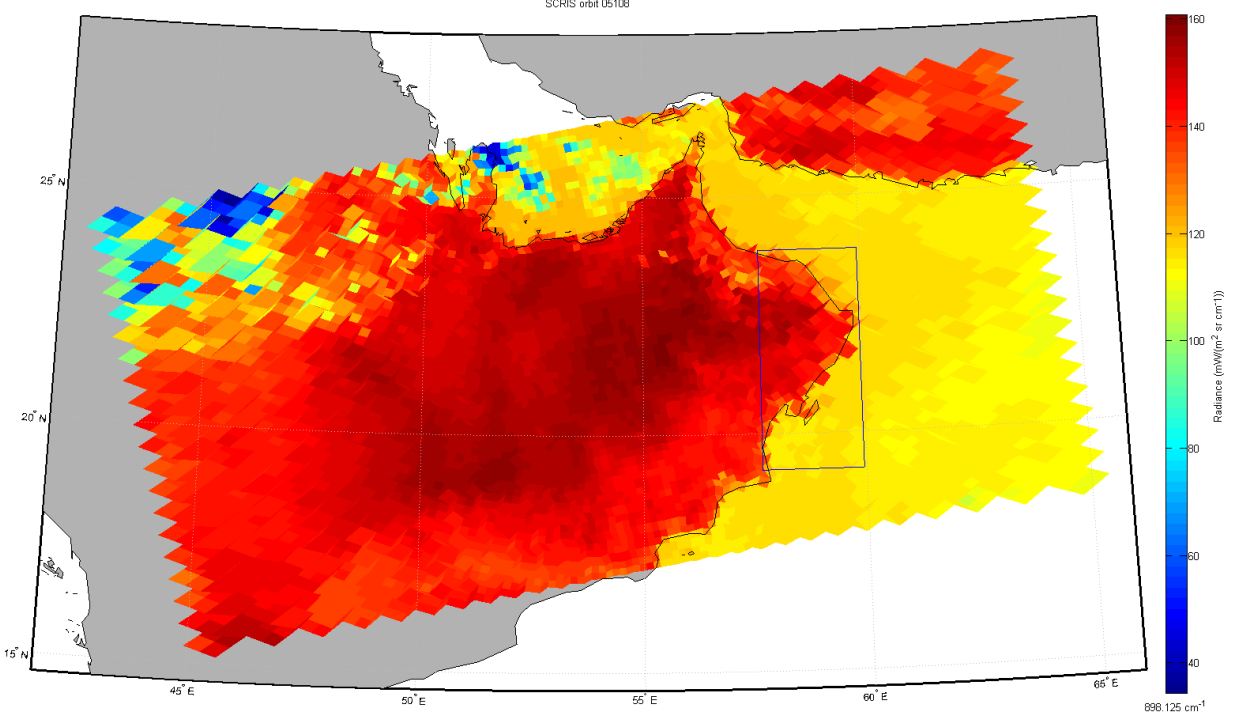 SCRIS orbit 05108
160
140
120
100
80
60
40
Radiance (mW/(m² sr cm⁻¹))
898.125 cm⁻¹
25° N
20° N
15° N
45° E
50° E
55° E
60° E
65° E